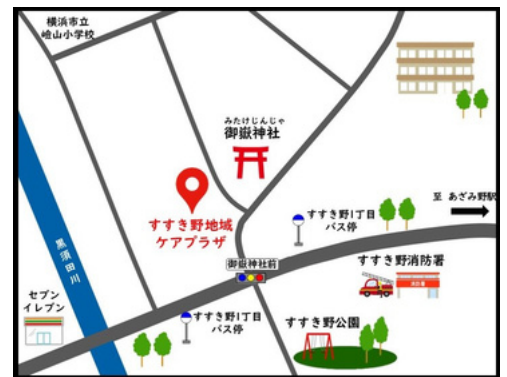 横浜市立
嶮山小学校
みたけじんじゃ
御嶽神社
至 あざみ野駅
すすき野地域
ケアプラザ
すすき野1丁目
バス停
御嶽神社前
すすき野消防署
消防署
黒須田川
セブン
イレブン
すすき野1丁目
バス停
すすき野公園